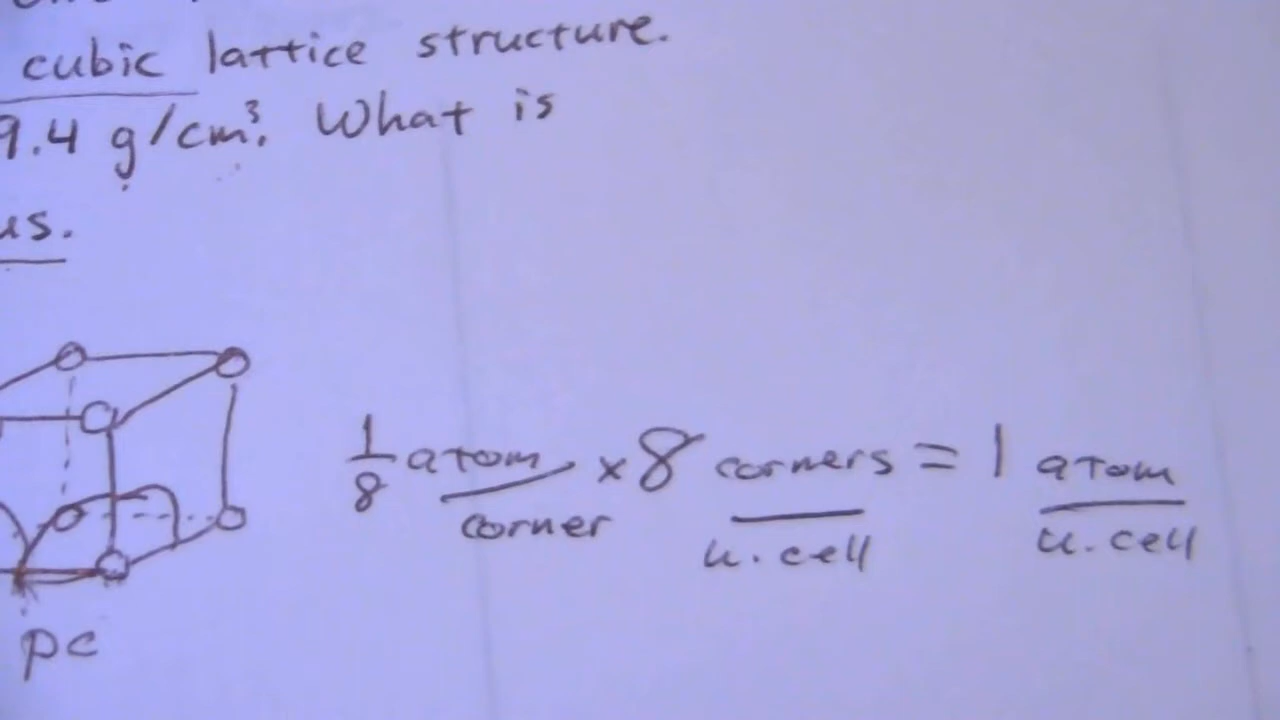 cubic lattice structure.
9.4 g/cm³. What is
us.
1/8 atom/corner × 8 corners/u.cell = 1 atom/u.cell
pc